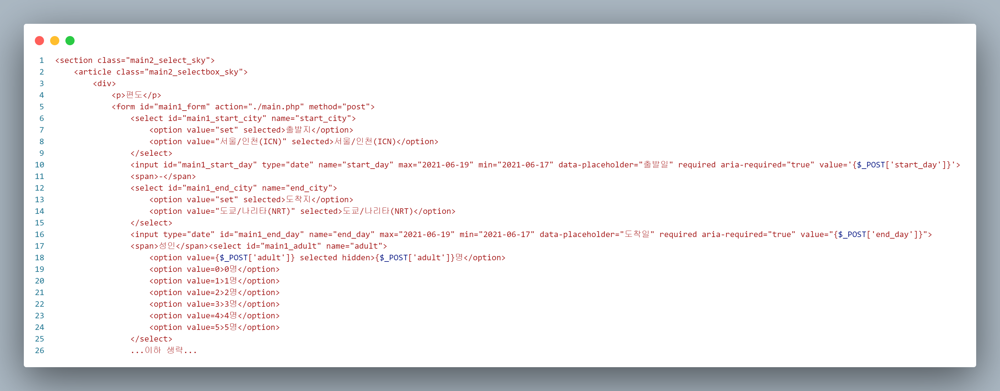 1 <section class="main2_select_sky">
2 <article class="main2_selectbox_sky">
3 <div>
4 <p>편도</p>
5 <form id="main1_form" action="./main.php" method="post">
6 <select id="main1_start_city" name="start_city">
7 <option value="set" selected>출발지</option>
8 <option value="서울/인천(ICN)" selected>서울/인천(ICN)</option>
9 </select>
10 <input id="main1_start_day" type="date" name="start_day" max="2021-06-19" min="2021-06-17" data-placeholder="출발일" required aria-required="true" value='{$_POST['start_day']}'>
11 <span>-</span>
12 <select id="main1_end_city" name="end_city">
13 <option value="set" selected>도착지</option>
14 <option value="도쿄/나리타(NRT)" selected>도쿄/나리타(NRT)</option>
15 </select>
16 <input type="date" id="main1_end_day" name="end_day" max="2021-06-19" min="2021-06-17" data-placeholder="도착일" required aria-required="true" value="{$_POST['end_day']}">
17 <span>성인</span><select id="main1_adult" name="adult">
18 <option value={$_POST['adult']} selected hidden>{$_POST['adult']}명</option>
19 <option value=0>0명</option>
20 <option value=1>1명</option>
21 <option value=2>2명</option>
22 <option value=3>3명</option>
23 <option value=4>4명</option>
24 <option value=5>5명</option>
25 </select>
26 ...이하 생략...